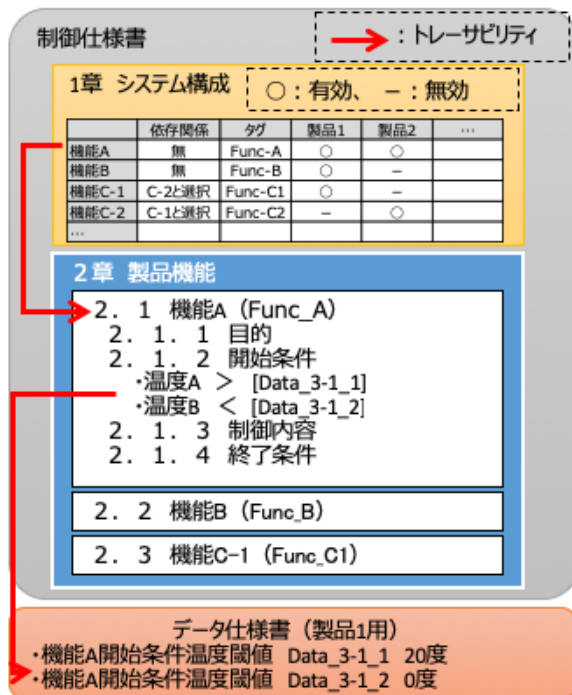 制御仕様書
：トレーサビリティ
1章 システム構成
○：有効、 −：無効
依存関係 タグ 製品1 製品2 …
機能A 無 Func-A ○ ○
機能B 無 Func-B ○ −
機能C-1 C-2と選択 Func-C1 ○ −
機能C-2 C-1と選択 Func-C2 − ○
…
2章 製品機能
2．1 機能A（Func_A）
2．1．1 目的
2．1．2 開始条件
・温度A ＞ [Data_3-1_1]
・温度B ＜ [Data_3-1_2]
2．1．3 制御内容
2．1．4 終了条件
2．2 機能B（Func_B）
2．3 機能C-1（Func_C1）
データ仕様書（製品1用）
・機能A開始条件温度閾値 Data_3-1_1 20度
・機能A開始条件温度閾値 Data_3-1_2 0度